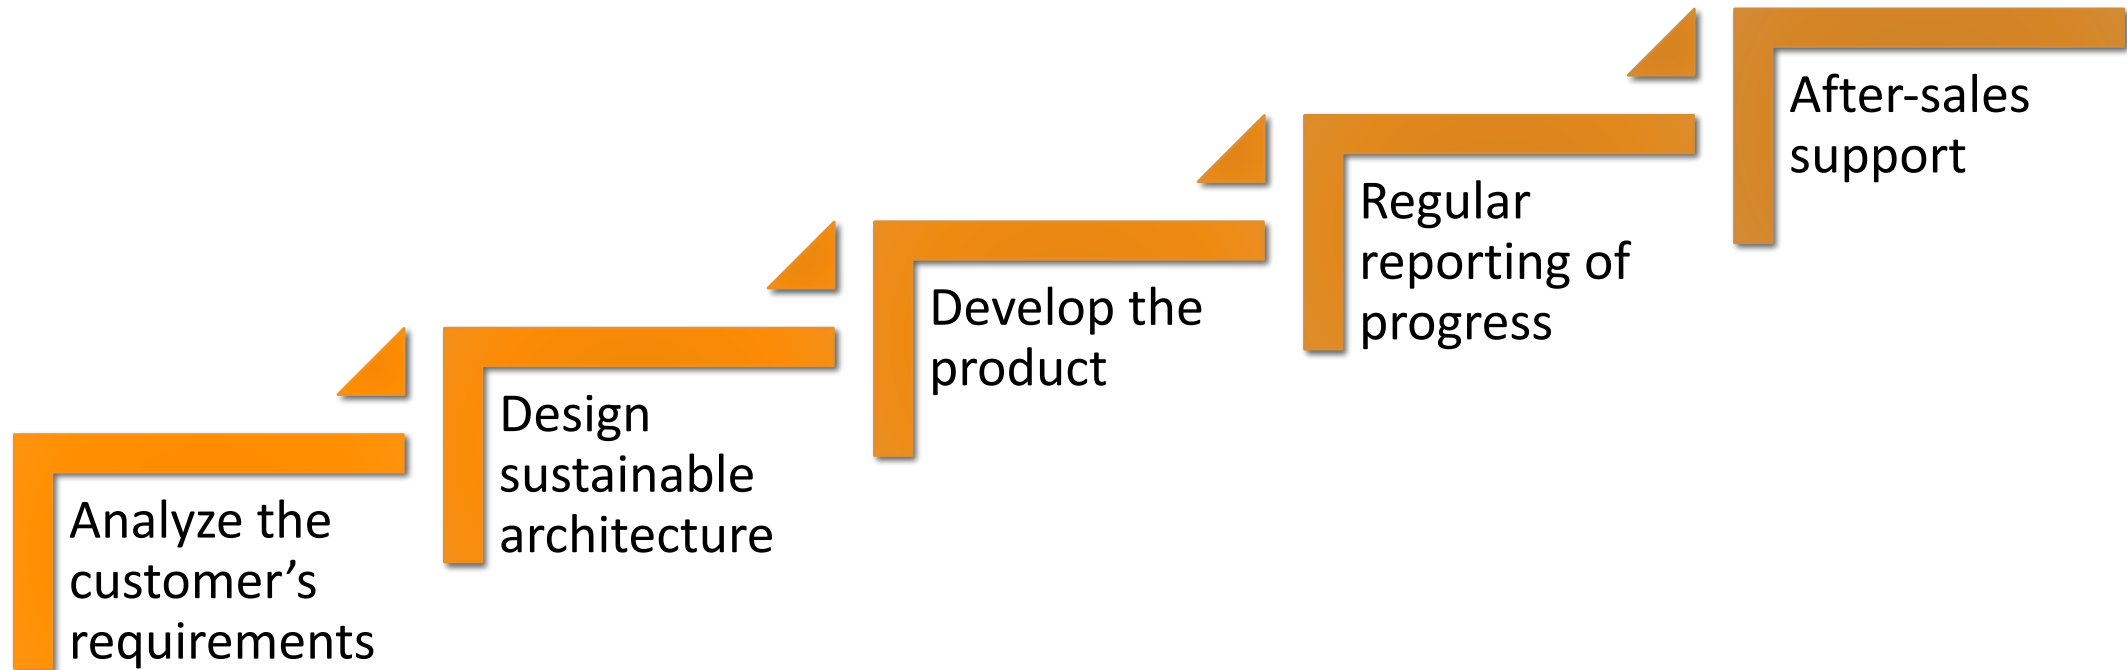 Analyze the
customer’s
requirements
Design
sustainable
architecture
Develop the
product
Regular
reporting of
progress
After-sales
support